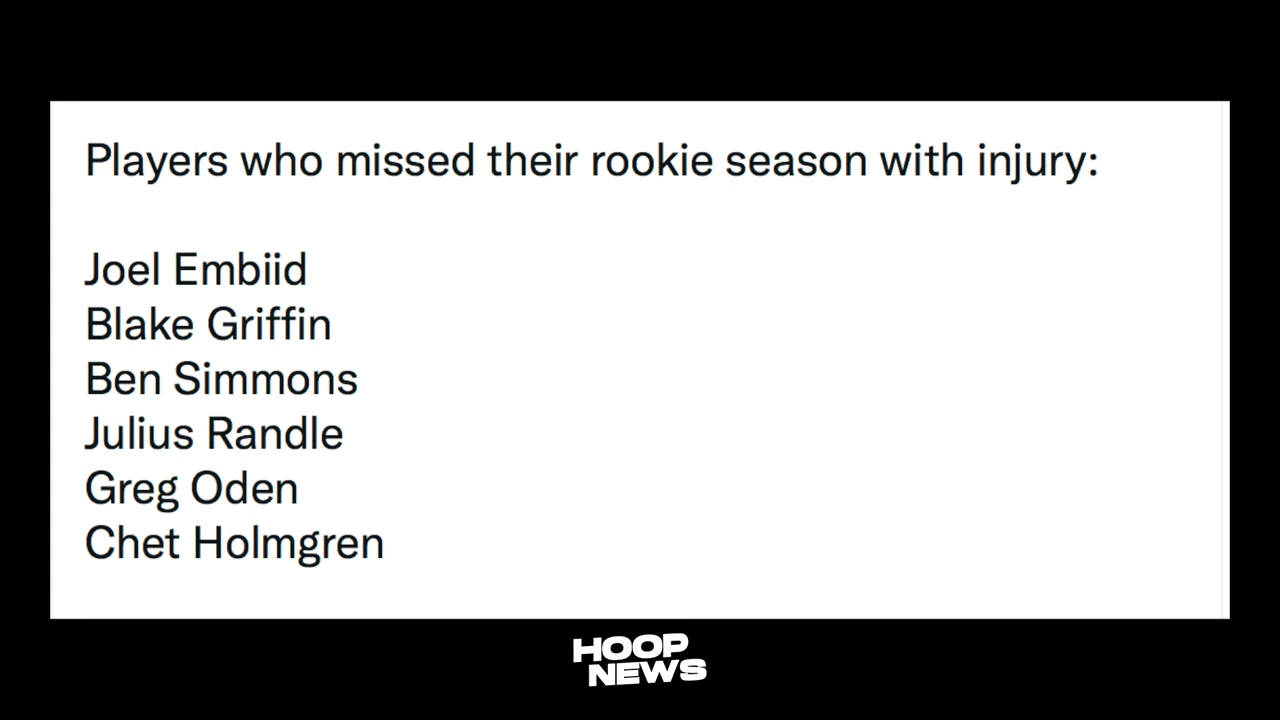 Players who missed their rookie season with injury:
Joel Embiid
Blake Griffin
Ben Simmons
Julius Randle
Greg Oden
Chet Holmgren
HOOP
NEWS